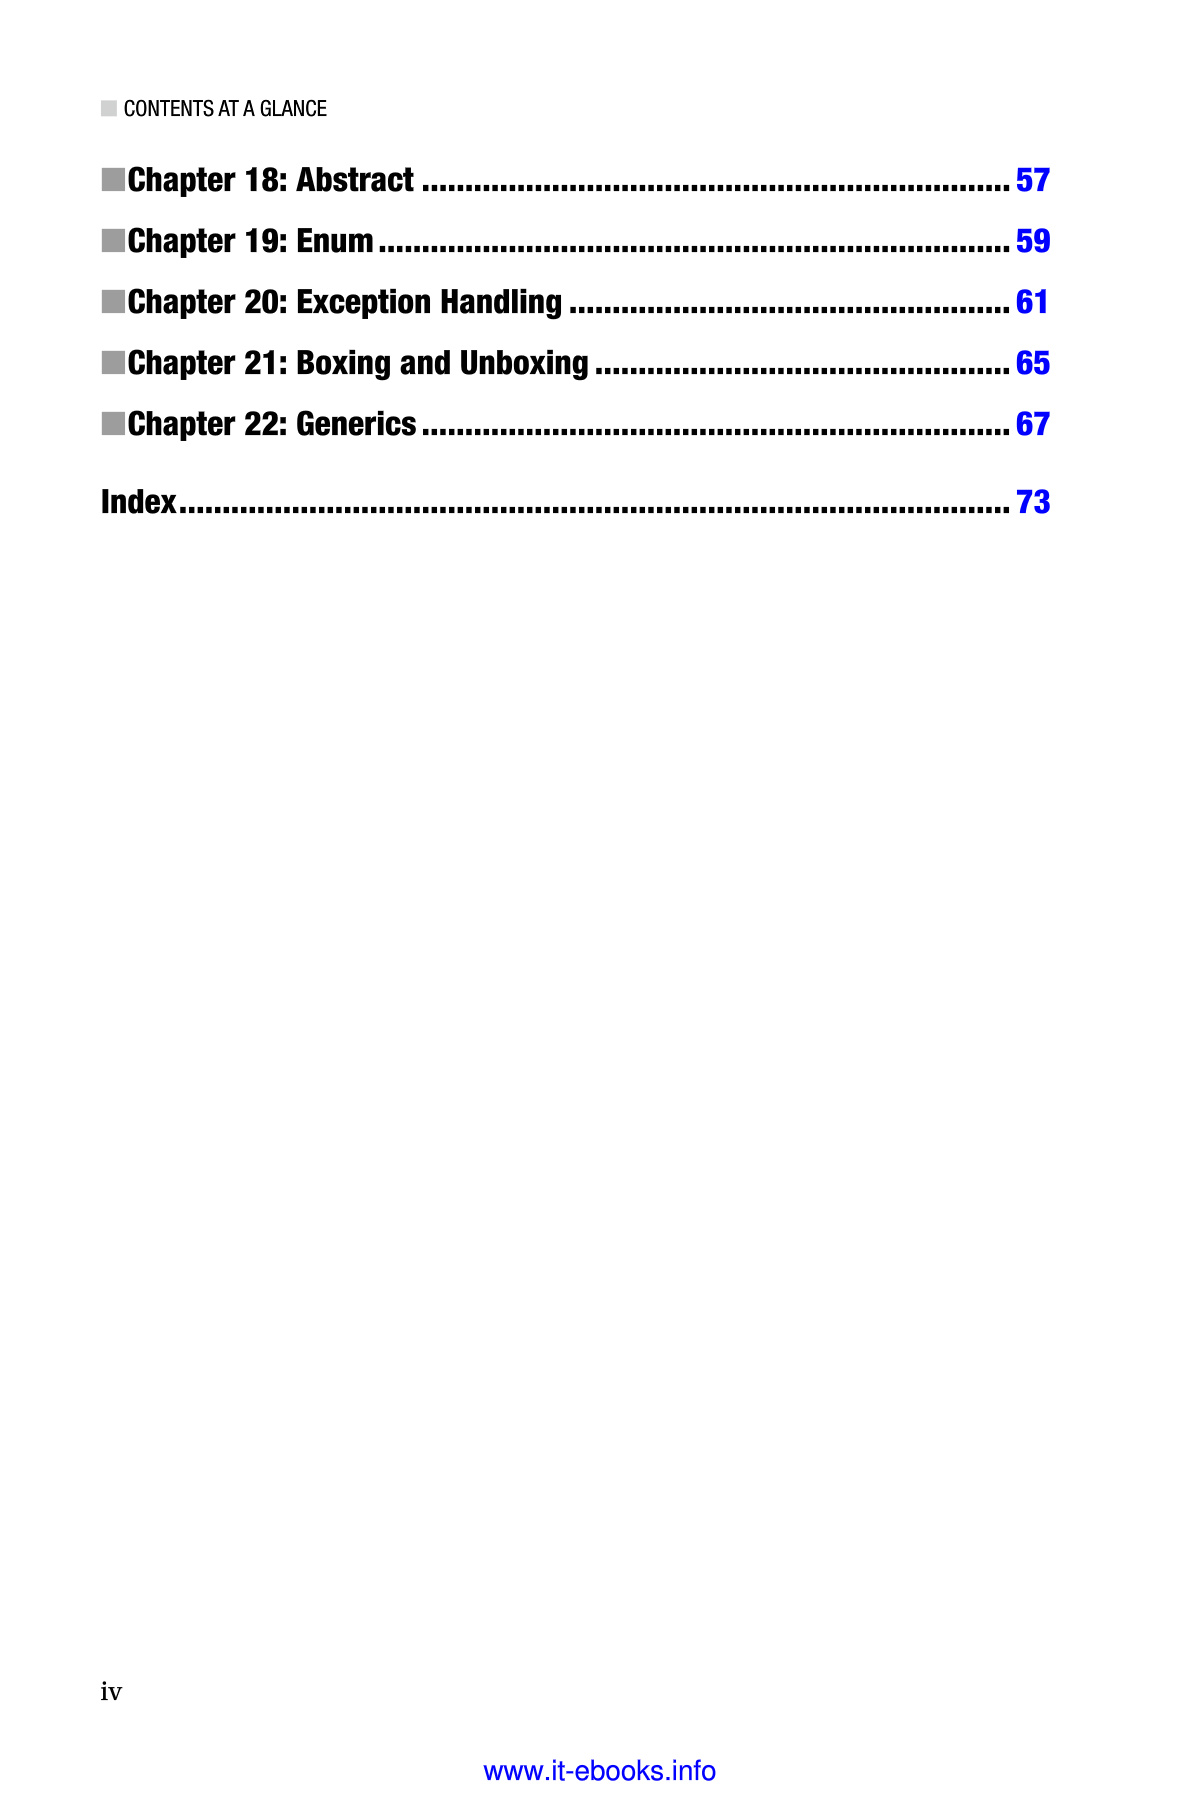 CONTENTS AT A GLANCE
Chapter 18: Abstract .................................................................... 57
Chapter 19: Enum ......................................................................... 59
Chapter 20: Exception Handling ................................................... 61
Chapter 21: Boxing and Unboxing ................................................ 65
Chapter 22: Generics .................................................................... 67
Index ................................................................................................ 73
iv
www.it-ebooks.info